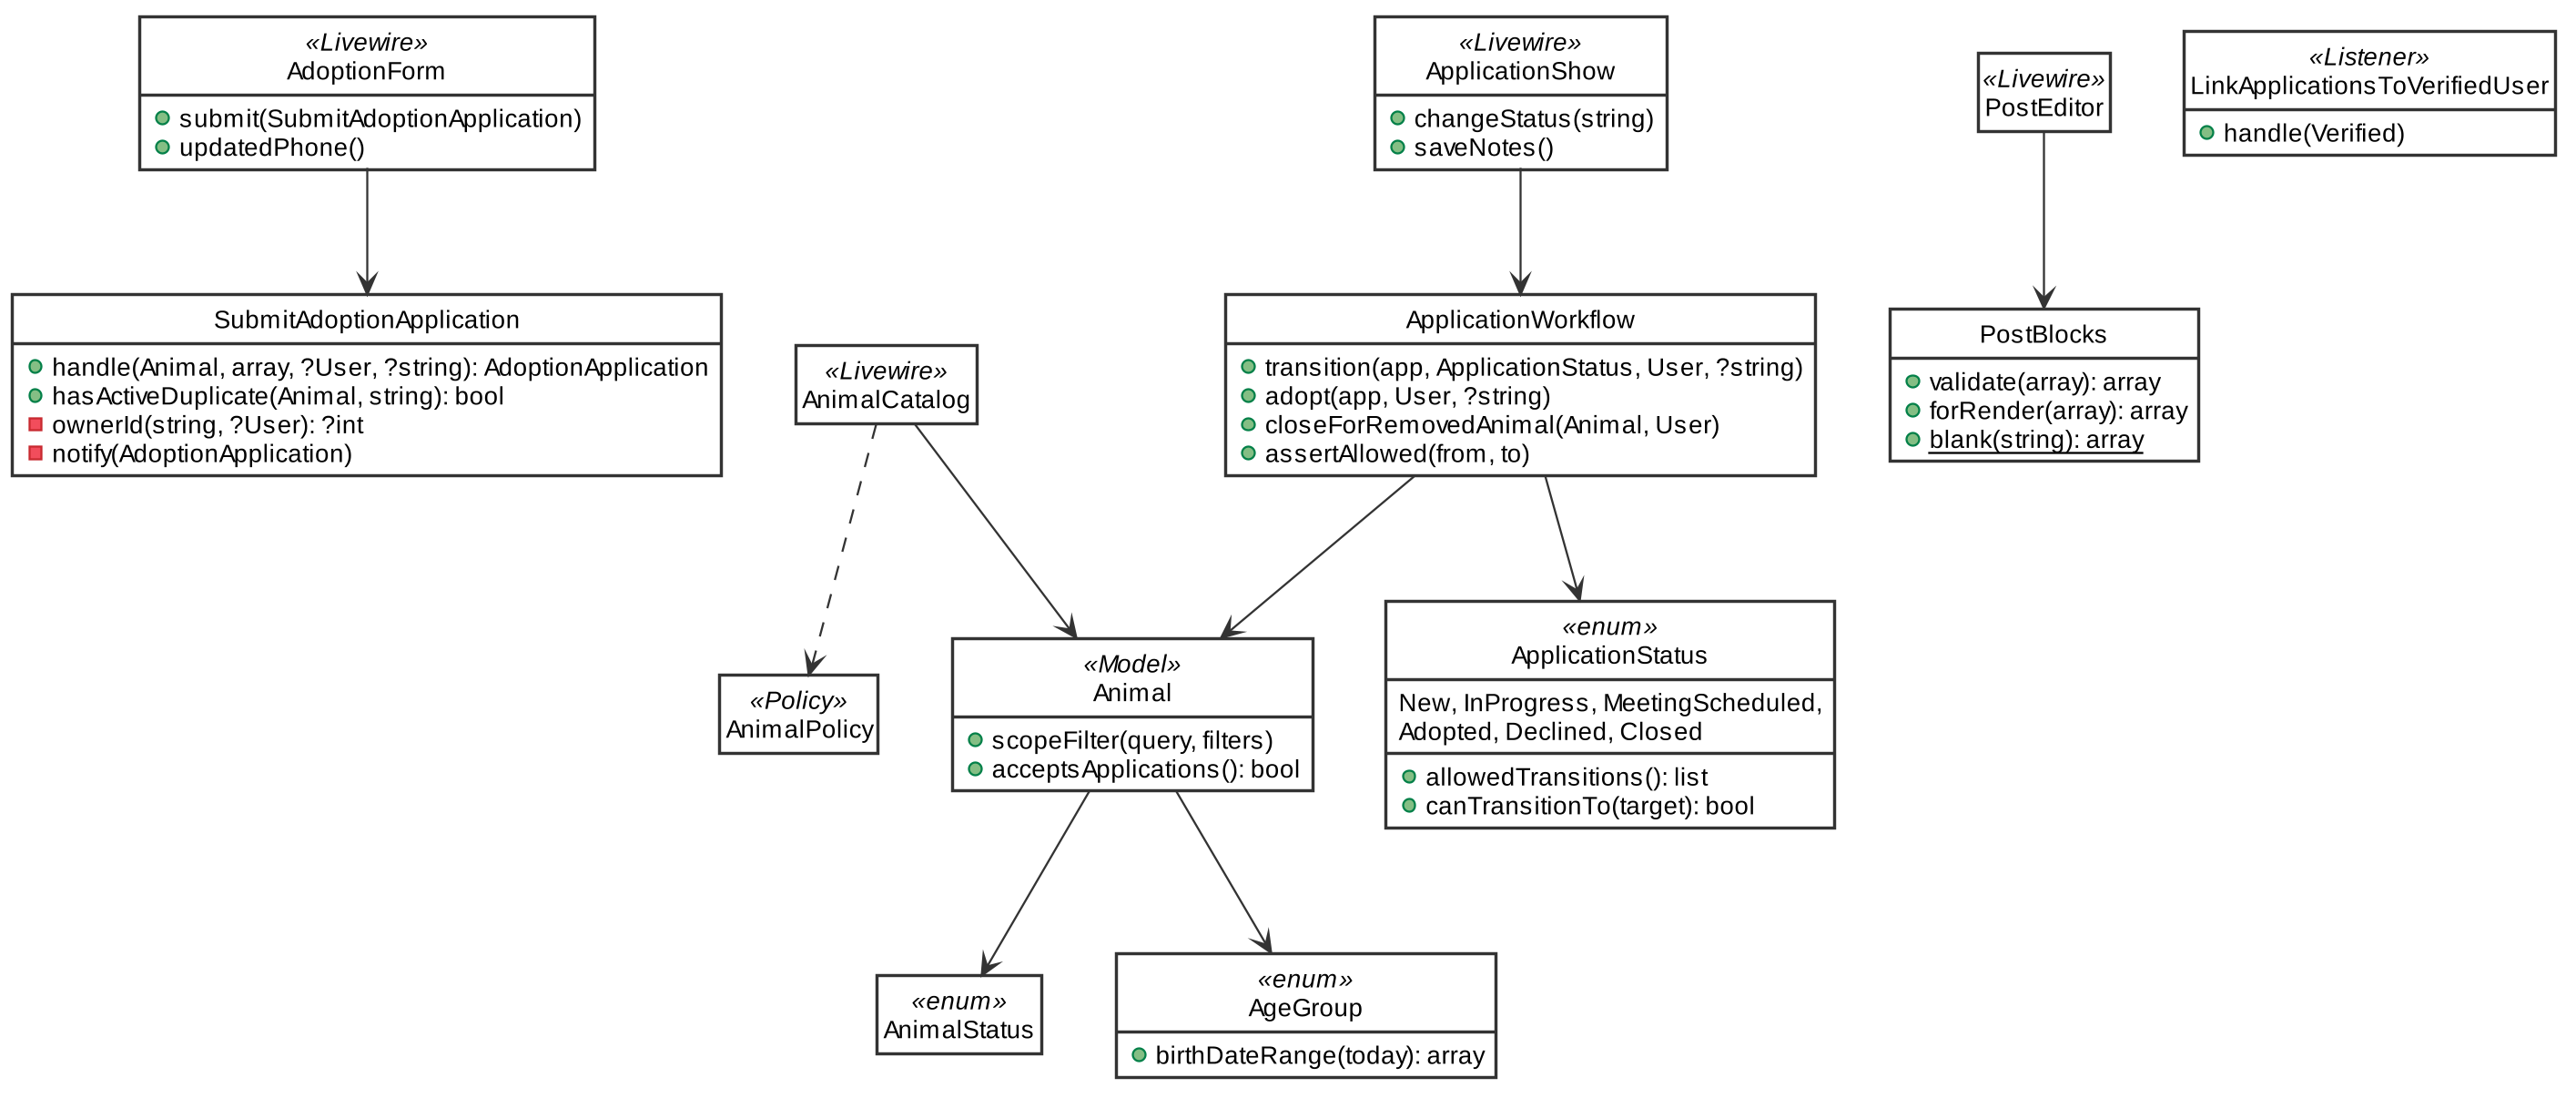 «Livewire»
AdoptionForm
submit(SubmitAdoptionApplication)
updatedPhone()
«Livewire»
ApplicationShow
changeStatus(string)
saveNotes()
«Livewire»
PostEditor
«Listener»
LinkApplicationsToVerifiedUser
handle(Verified)
SubmitAdoptionApplication
handle(Animal, array, ?User, ?string): AdoptionApplication
hasActiveDuplicate(Animal, string): bool
ownerId(string, ?User): ?int
notify(AdoptionApplication)
«Livewire»
AnimalCatalog
ApplicationWorkflow
transition(app, ApplicationStatus, User, ?string)
adopt(app, User, ?string)
closeForRemovedAnimal(Animal, User)
assertAllowed(from, to)
PostBlocks
validate(array): array
forRender(array): array
blank(string): array
«Policy»
AnimalPolicy
«Model»
Animal
scopeFilter(query, filters)
acceptsApplications(): bool
«enum»
ApplicationStatus
New, InProgress, MeetingScheduled,
Adopted, Declined, Closed
allowedTransitions(): list
canTransitionTo(target): bool
«enum»
AnimalStatus
«enum»
AgeGroup
birthDateRange(today): array